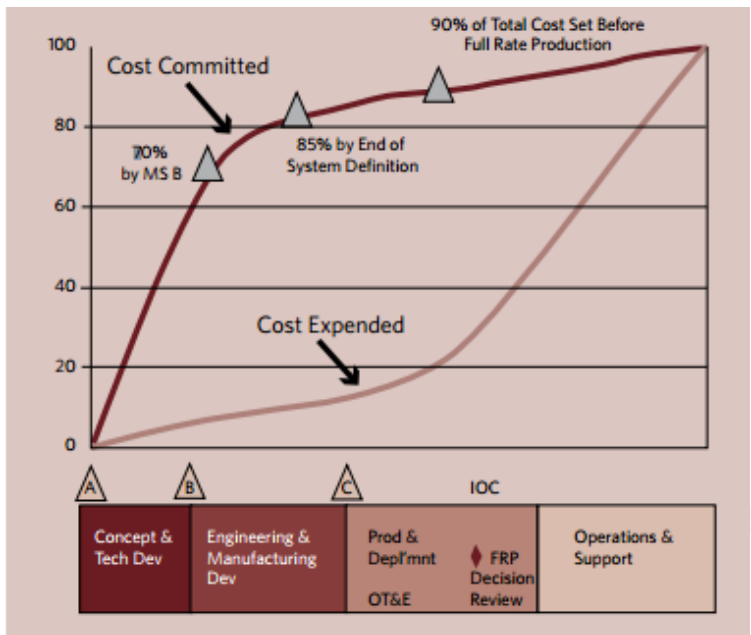 90% of Total Cost Set Before
Full Rate Production
100
Cost Committed
80
70%
by MS B
85% by End of
System Definition
60
40
Cost Expended
20
0
A
B
C
IOC
Concept &
Tech Dev
Engineering &
Manufacturing
Dev
Prod &
Depl'mnt
OT&E
FRP
Decision
Review
Operations &
Support